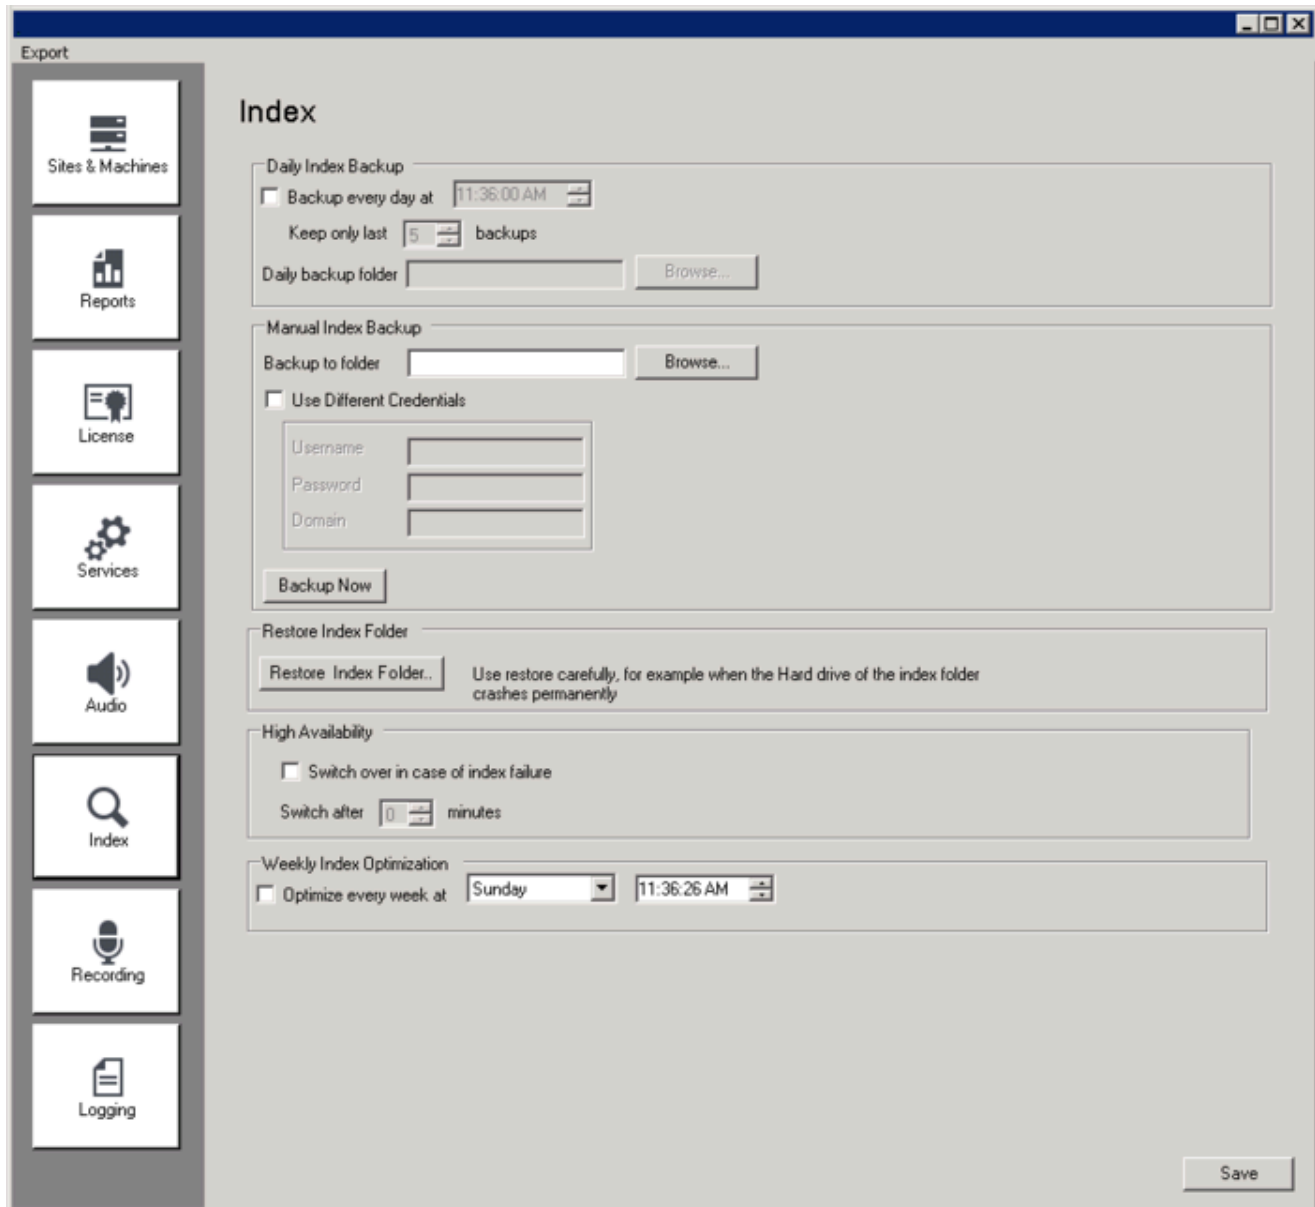 Export
Sites & Machines
Reports
License
Services
Audio
Index
Recording
Logging
Index
Daily Index Backup
Backup every day at 11:36:00 AM
Keep only last 5 backups
Daily backup folder Browse...
Manual Index Backup
Backup to folder Browse...
Use Different Credentials
Username
Password
Domain
Backup Now
Restore Index Folder
Restore Index Folder.. Use restore carefully, for example when the Hard drive of the index folder
crashes permanently
High Availability
Switch over in case of index failure
Switch after 0 minutes
Weekly Index Optimization
Optimize every week at Sunday 11:36:26 AM
Save